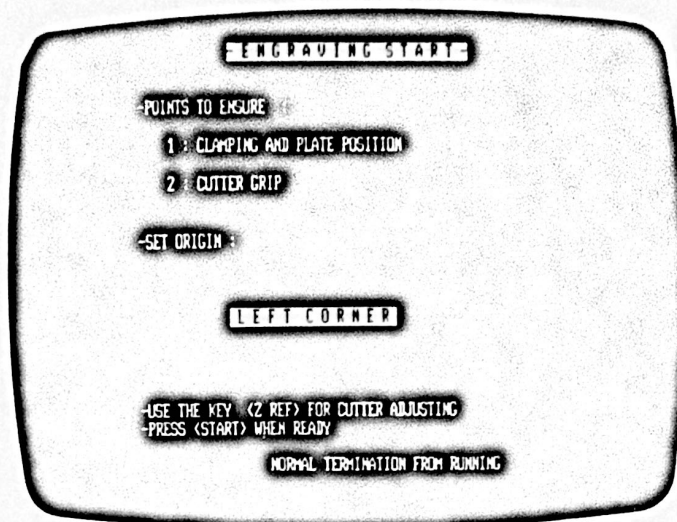 -ENGRAVING START-
-POINTS TO ENSURE
1 : CLAMPING AND PLATE POSITION
2 : CUTTER GRIP
-SET ORIGIN :
LEFT CORNER
-USE THE KEY <Z REF> FOR CUTTER ADJUSTING
-PRESS <START> WHEN READY
NORMAL TERMINATION FROM RUNNING